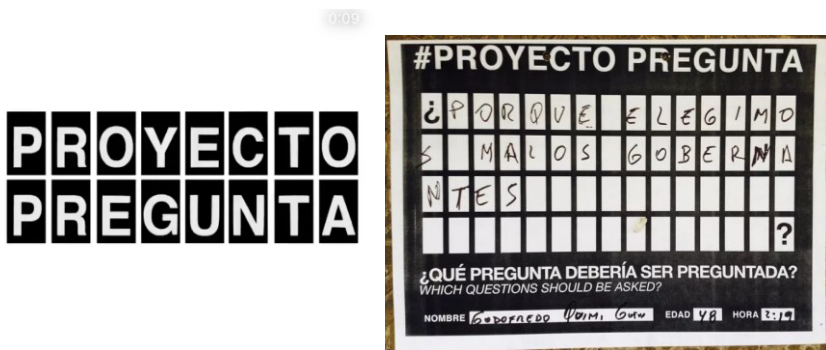 0:09
PROYECTO
PREGUNTA
#PROYECTO PREGUNTA
¿PORQUE ELEGIMO
S MALOS GOBERNA
NTES
?
¿QUÉ PREGUNTA DEBERÍA SER PREGUNTADA?
WHICH QUESTIONS SHOULD BE ASKED?
NOMBRE GODOFREDO EDAD 48 HORA 2:19